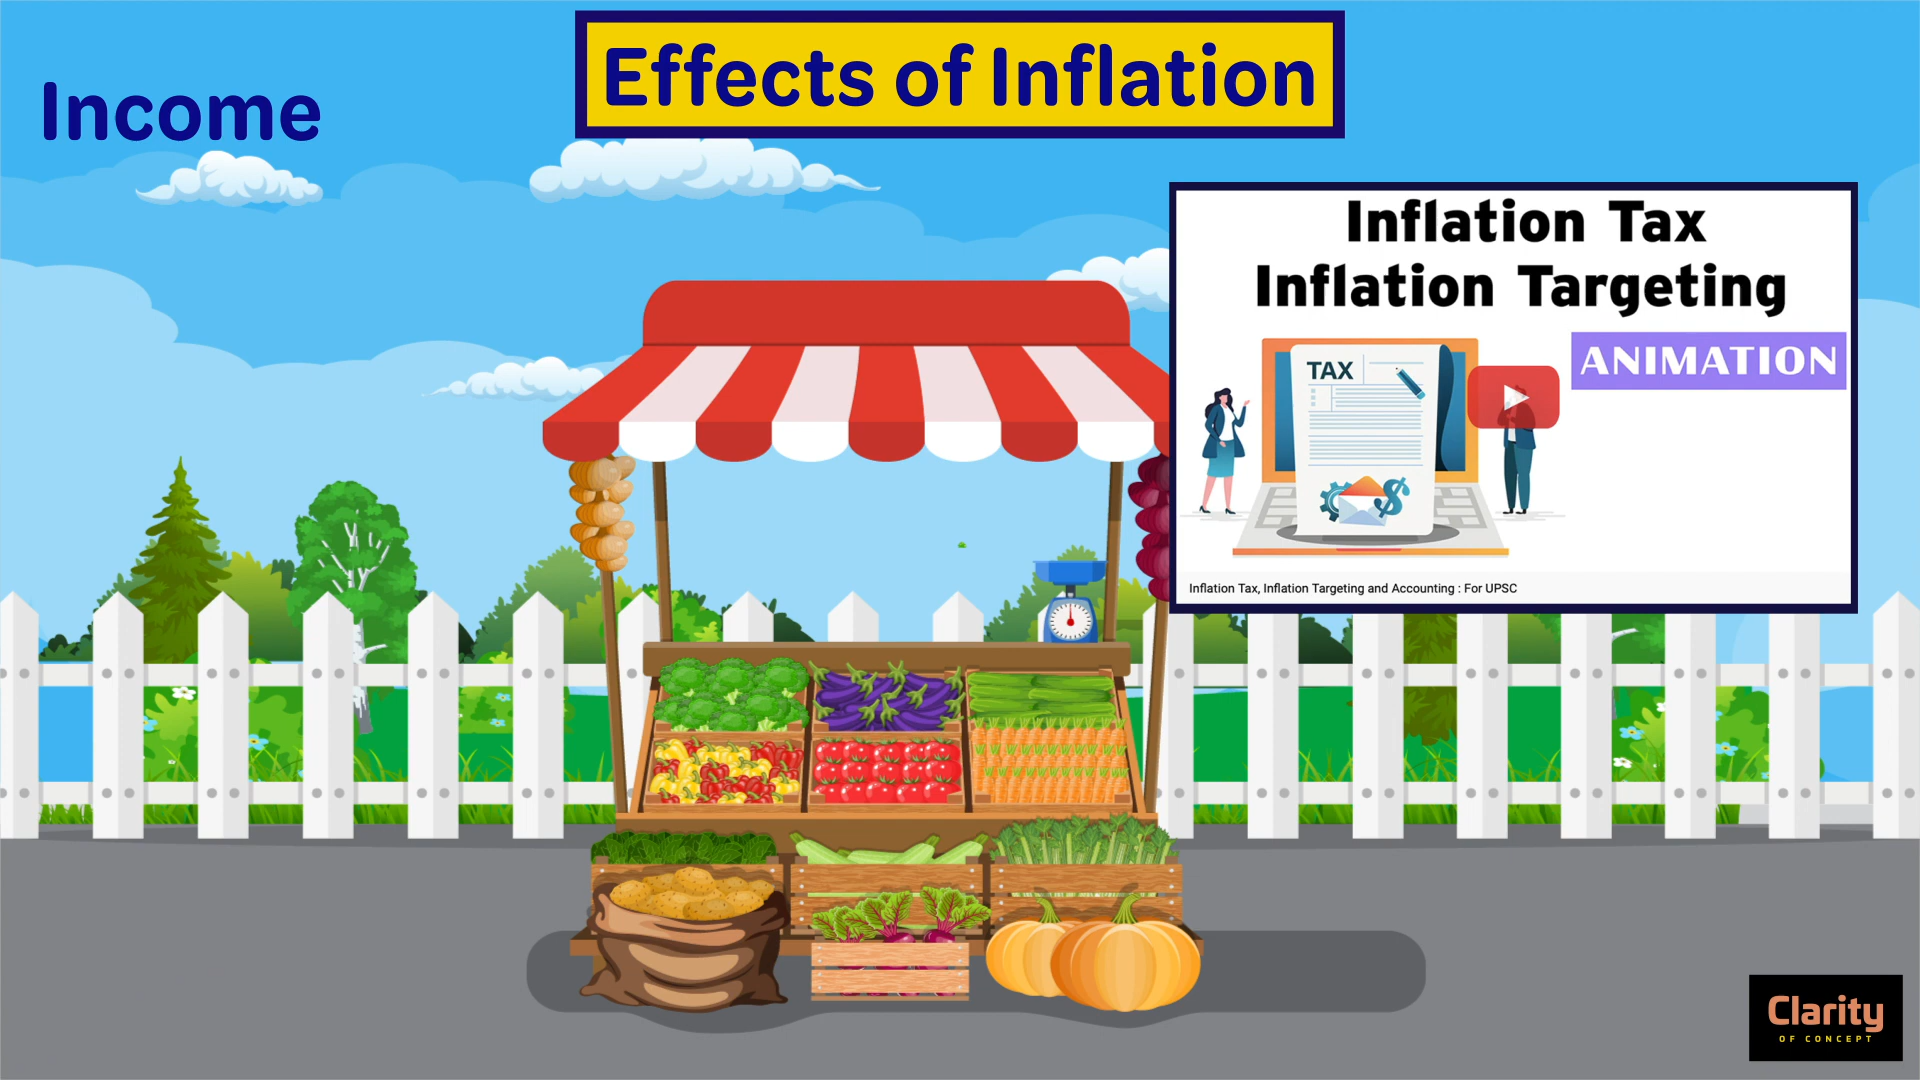 Effects of Inflation
Income
Inflation Tax
Inflation Targeting
ANIMATION
TAX
Inflation Tax, Inflation Targeting and Accounting : For UPSC
Clarity
OF CONCEPT